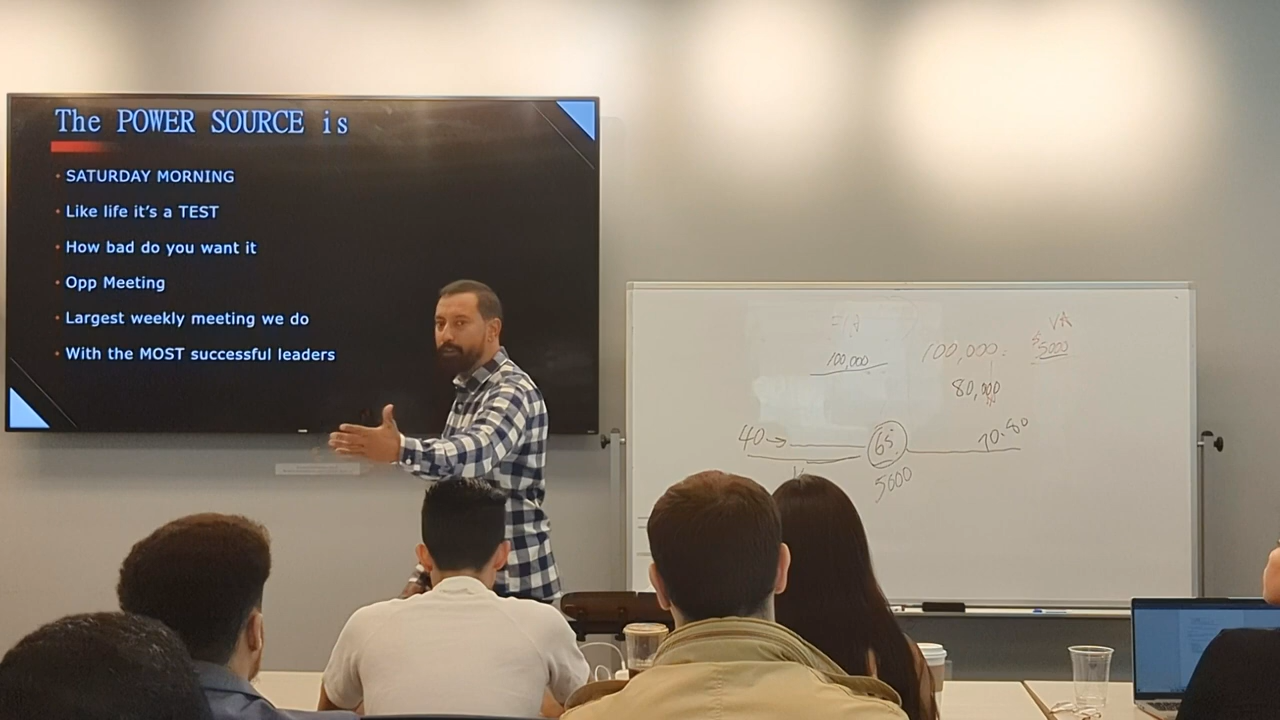 The POWER SOURCE is
• SATURDAY MORNING
• Like life it's a TEST
• How bad do you want it
• Opp Meeting
• Largest weekly meeting we do
• With the MOST successful leaders
100,000
100,000
VA
$5000
80,000
40
65
70-80
5000